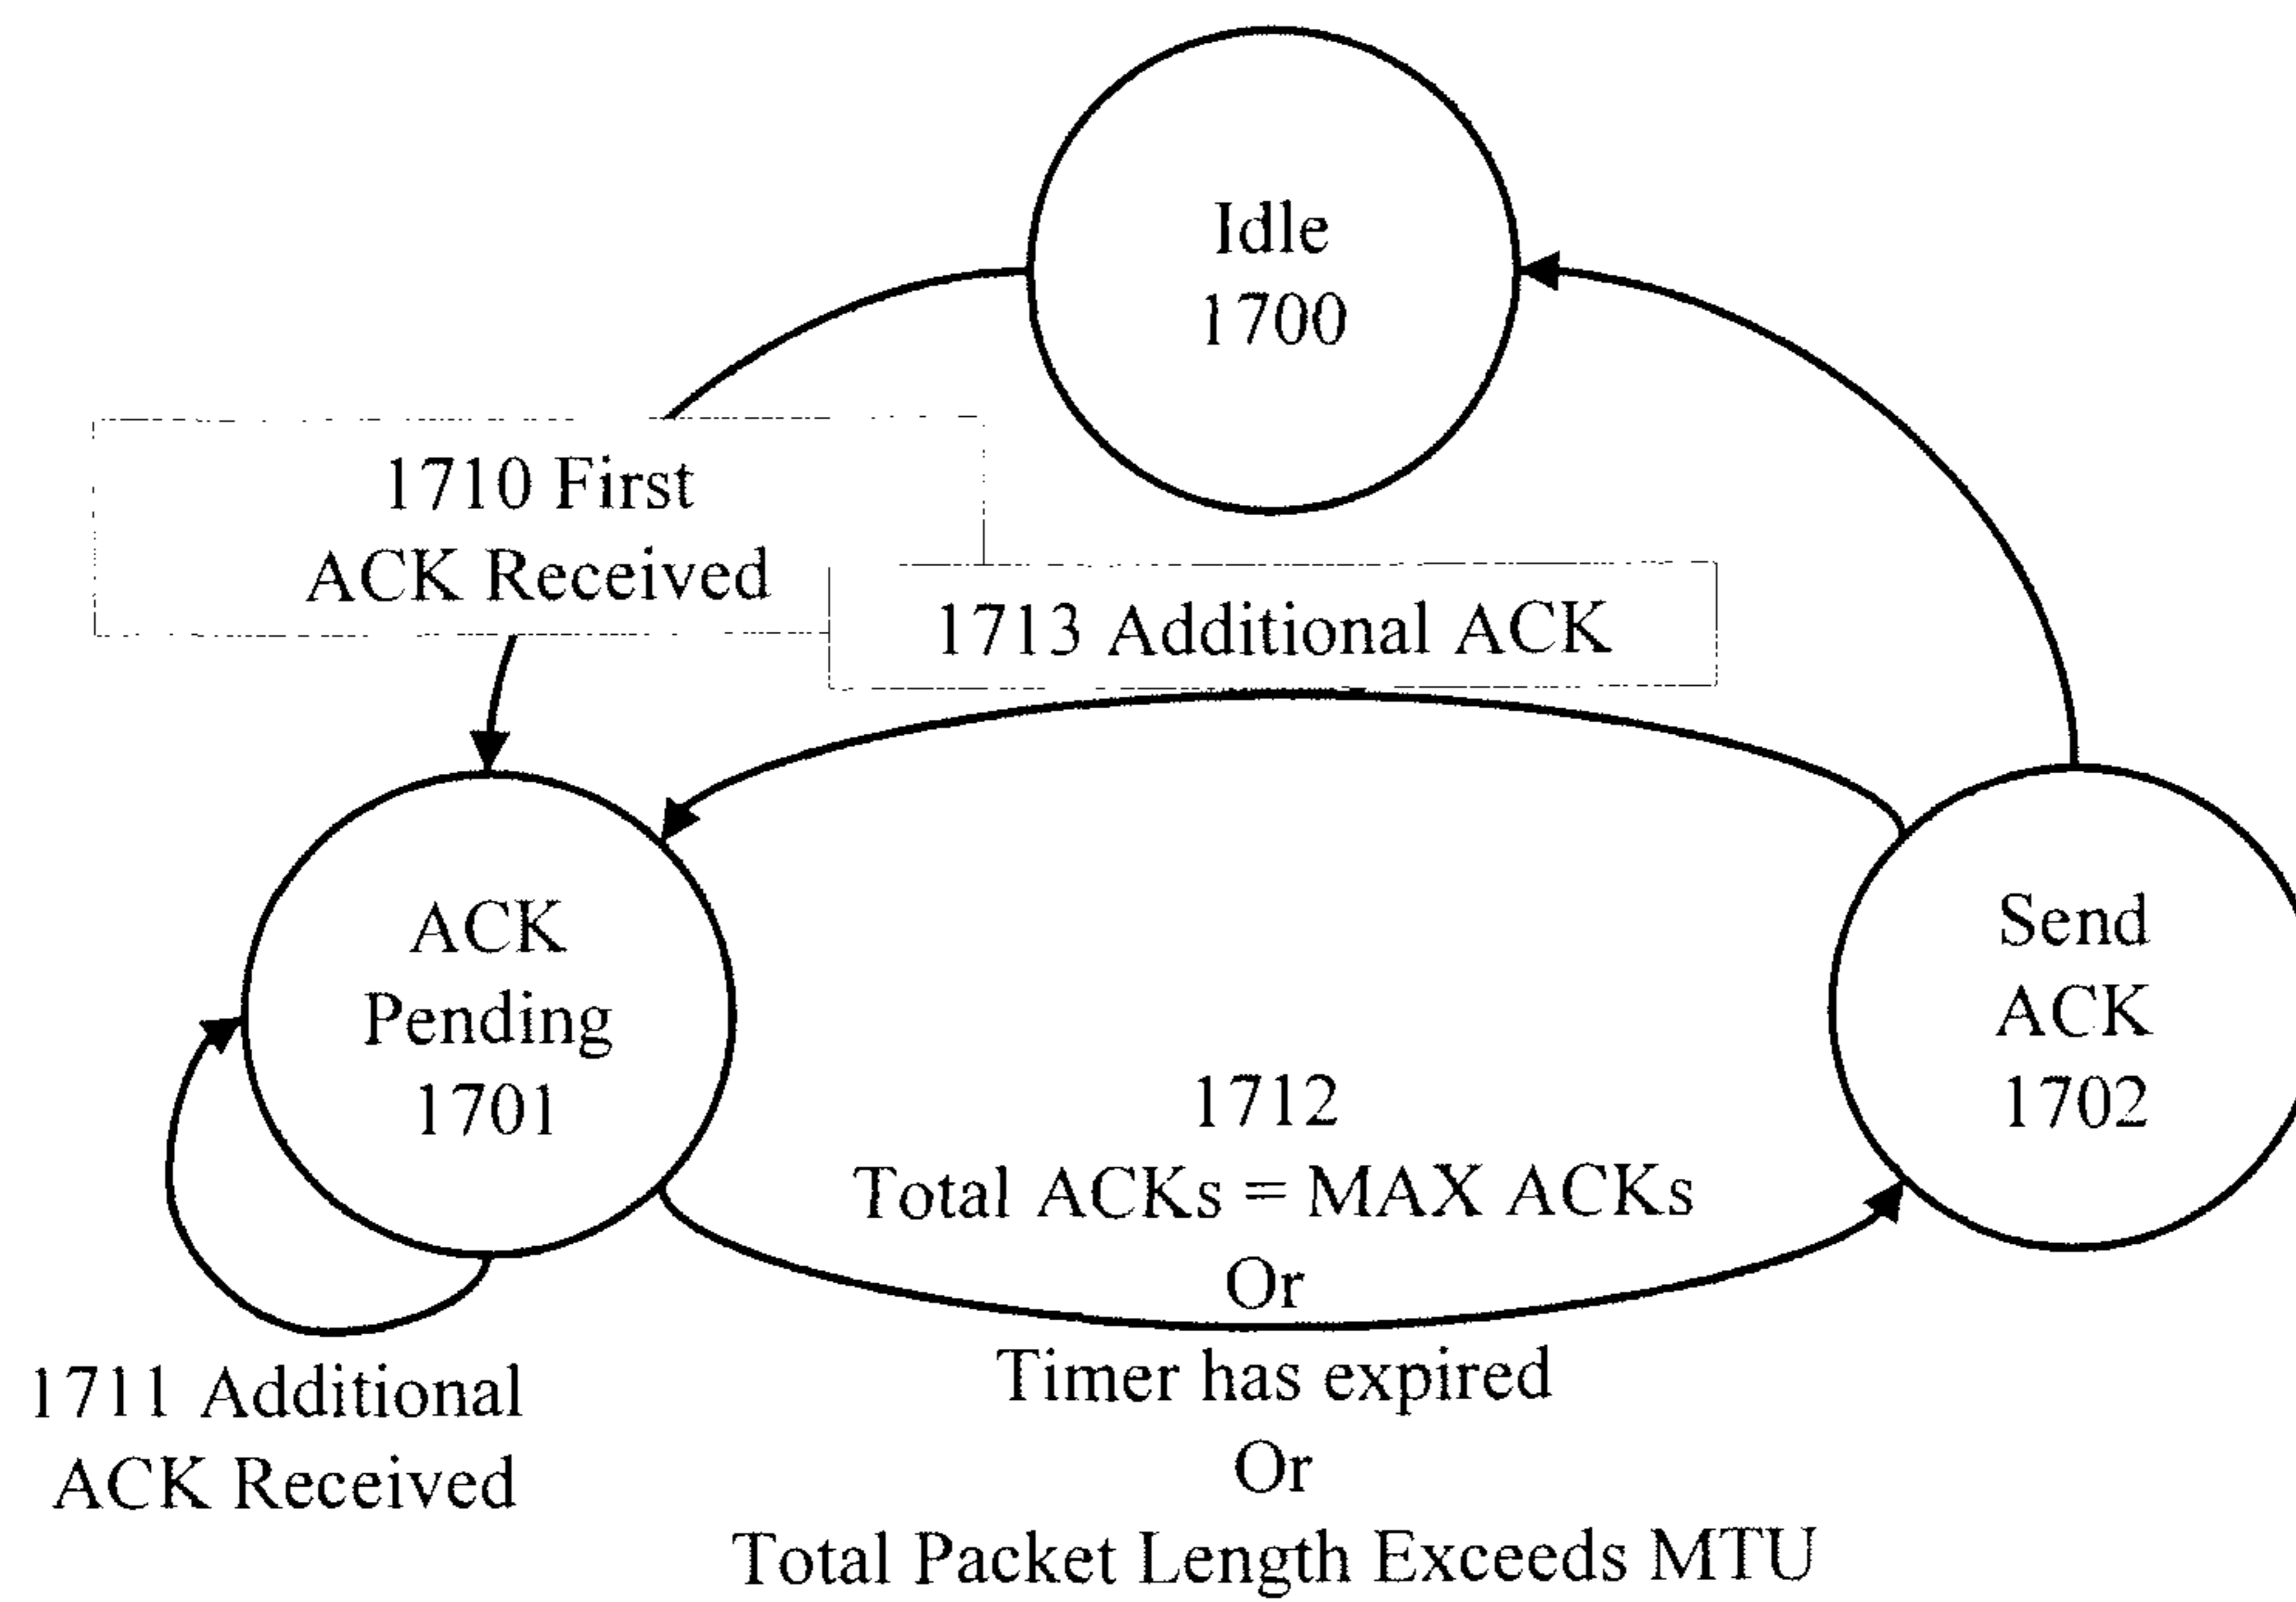 Idle
1700
1710 First
ACK Received
1713 Additional ACK
ACK
Pending
1701
Send
ACK
1702
1712
Total ACKs = MAX ACKs
Or
Timer has expired
Or
Total Packet Length Exceeds MTU
1711 Additional
ACK Received